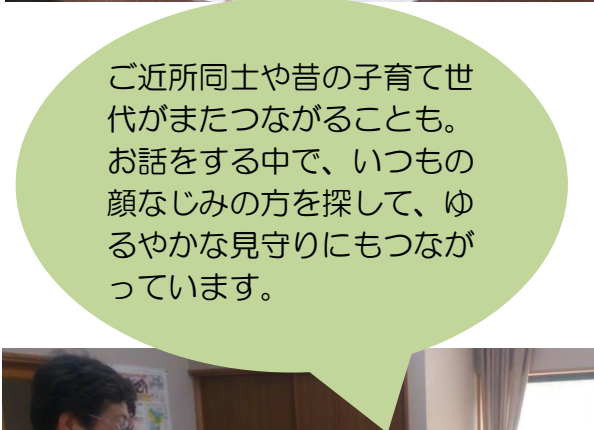 ご近所同士や昔の子育て世
代がまたつながることも。
お話をする中で、いつもの
顔なじみの方を探して、ゆ
るやかな見守りにもつなが
っています。